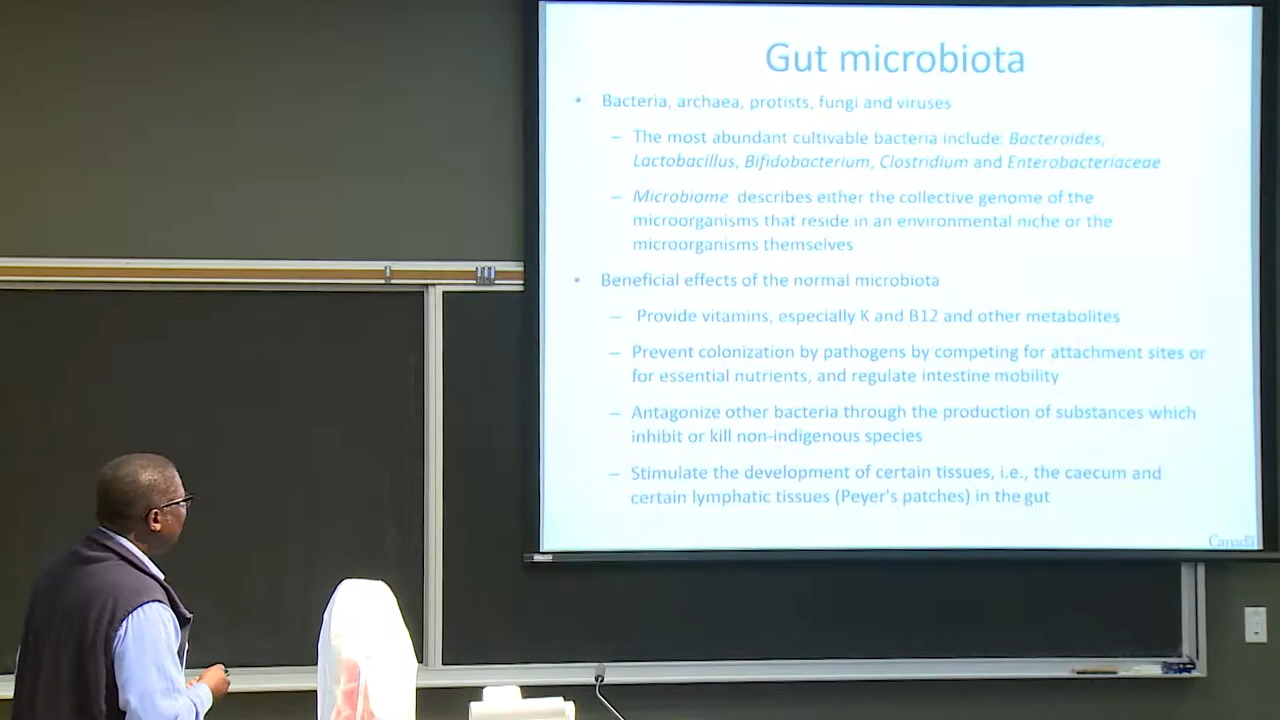 Gut microbiota
• Bacteria, archaea, protists, fungi and viruses
– The most abundant cultivable bacteria include: Bacteroides,
Lactobacillus, Bifidobacterium, Clostridium and Enterobacteriaceae
– Microbiome describes either the collective genome of the
microorganisms that reside in an environmental niche or the
microorganisms themselves
• Beneficial effects of the normal microbiota
– Provide vitamins, especially K and B12 and other metabolites
– Prevent colonization by pathogens by competing for attachment sites or
for essential nutrients, and regulate intestine mobility
– Antagonize other bacteria through the production of substances which
inhibit or kill non-indigenous species
– Stimulate the development of certain tissues, i.e., the caecum and
certain lymphatic tissues (Peyer's patches) in the gut
Canada